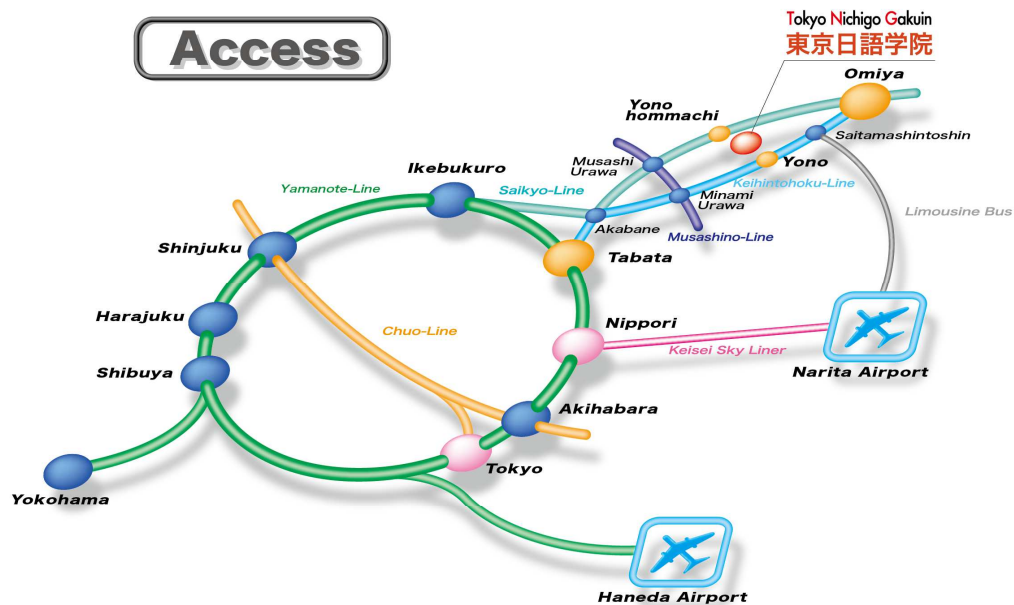 Access
Tokyo Nichigo Gakuin
東京日語学院
Omiya
Yono
hommachi
Saitamashintoshin
Musashi
Urawa
Yono
Ikebukuro
Yamanote-Line
Saikyo-Line
Keihintohoku-Line
Minami
Urawa
Limousine Bus
Akabane
Musashino-Line
Shinjuku
Tabata
Harajuku
Nippori
Chuo-Line
Keisei Sky Liner
Shibuya
Narita Airport
Akihabara
Tokyo
Yokohama
Haneda Airport